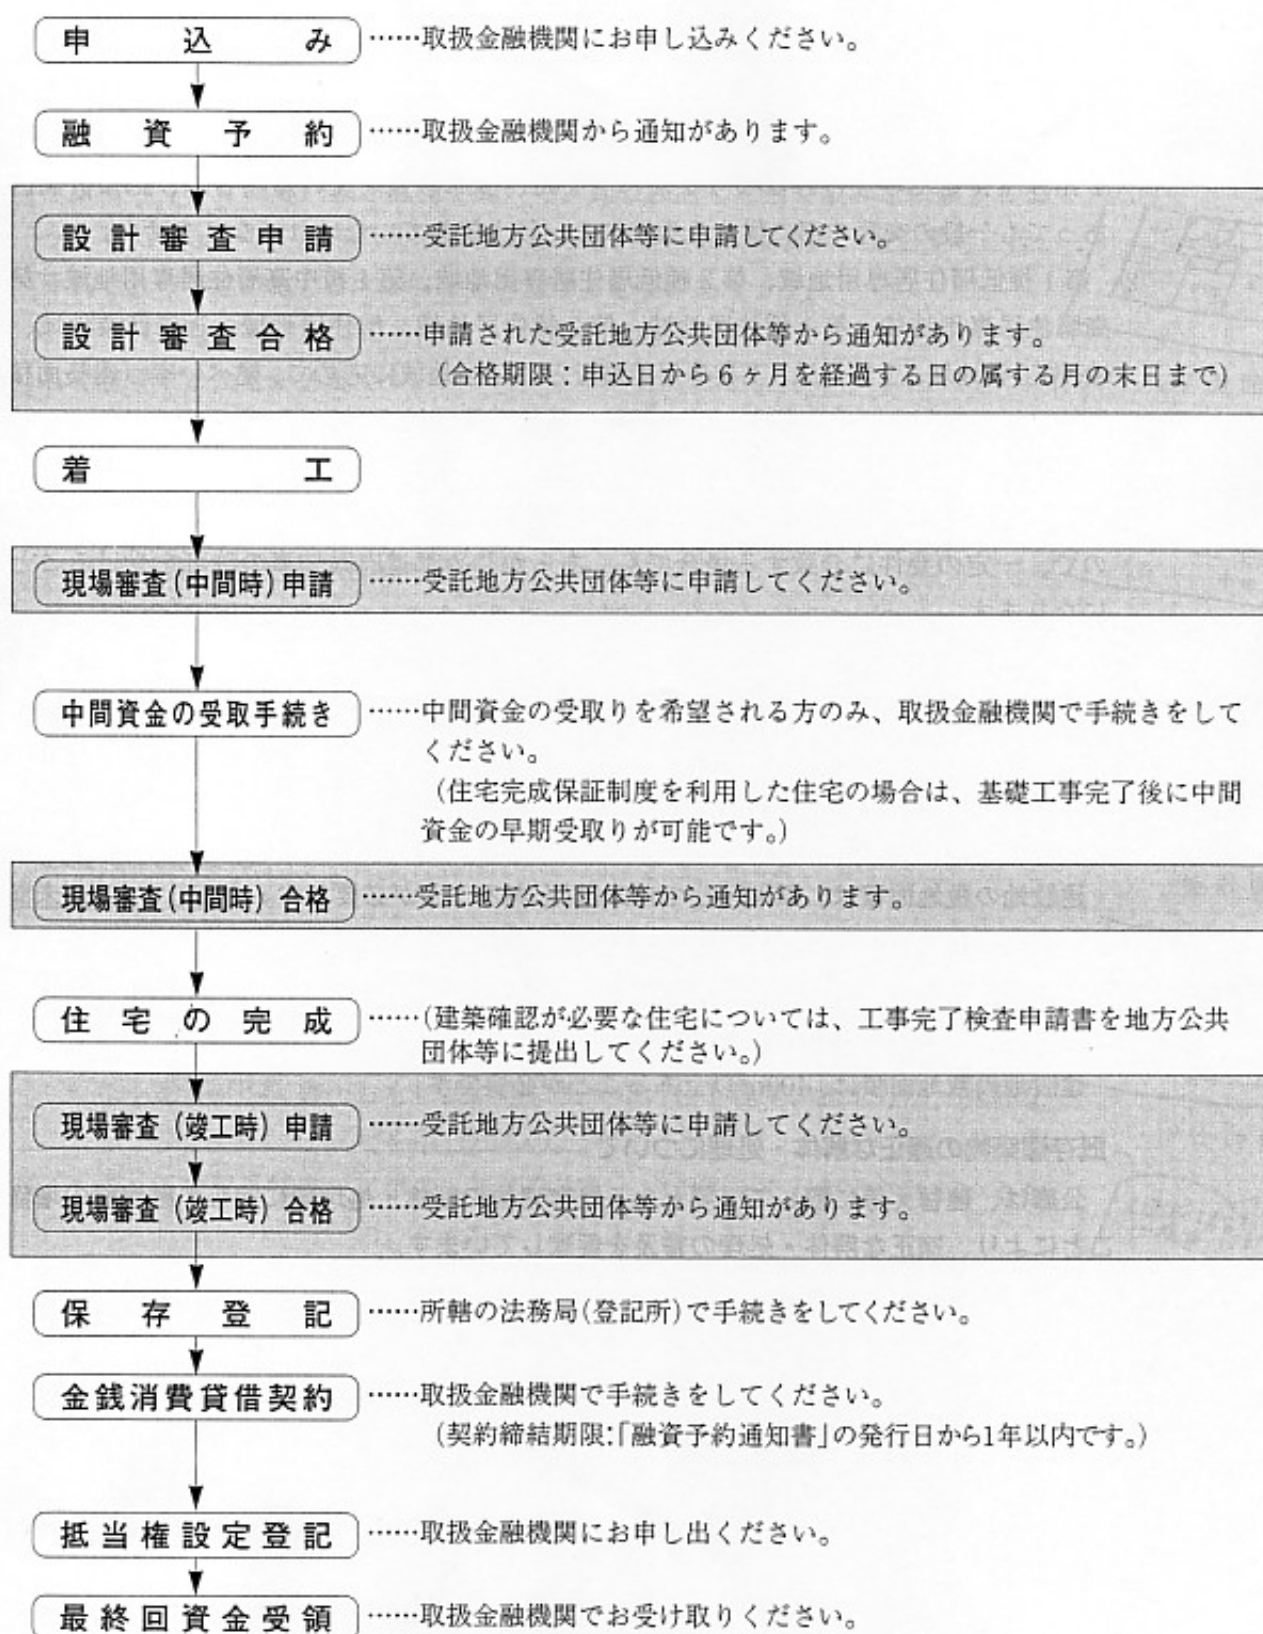 申込み……取扱金融機関にお申し込みください。
融資予約……取扱金融機関から通知があります。
設計審査申請……受託地方公共団体等に申請してください。
設計審査合格……申請された受託地方公共団体等から通知があります。
（合格期限：申込日から6ヶ月を経過する日の属する月の末日まで）
着工
現場審査(中間時)申請……受託地方公共団体等に申請してください。
中間資金の受取手続き……中間資金の受取りを希望される方のみ、取扱金融機関で手続きをして
ください。
（住宅完成保証制度を利用した住宅の場合は、基礎工事完了後に中間
資金の早期受取りが可能です。）
現場審査(中間時)合格……受託地方公共団体等から通知があります。
住宅の完成……(建築確認が必要な住宅については、工事完了検査申請書を地方公共
団体等に提出してください。)
現場審査(竣工時)申請……受託地方公共団体等に申請してください。
現場審査(竣工時)合格……受託地方公共団体等から通知があります。
保存登記……所轄の法務局(登記所)で手続きをしてください。
金銭消費貸借契約……取扱金融機関で手続きをしてください。
（契約締結期限:「融資予約通知書」の発行日から1年以内です。）
抵当権設定登記……取扱金融機関にお申し出ください。
最終回資金受領……取扱金融機関でお受け取りください。